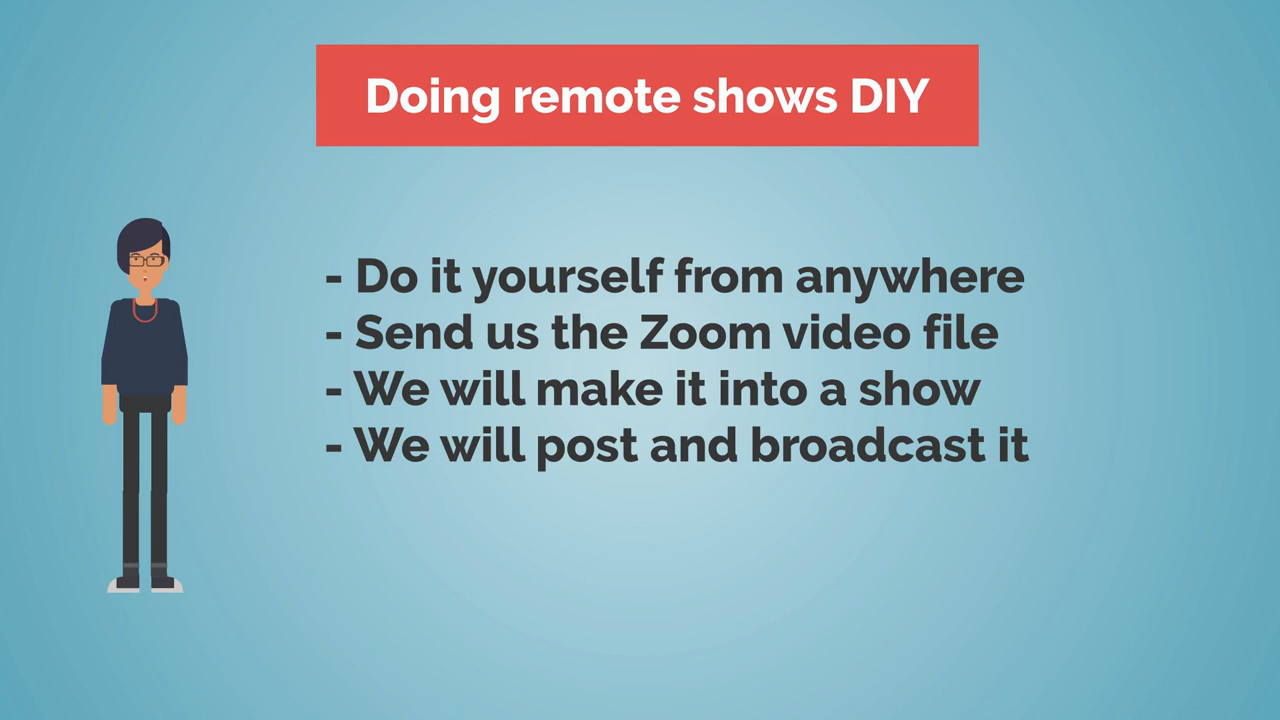 Doing remote shows DIY
- Do it yourself from anywhere
- Send us the Zoom video file
- We will make it into a show
- We will post and broadcast it